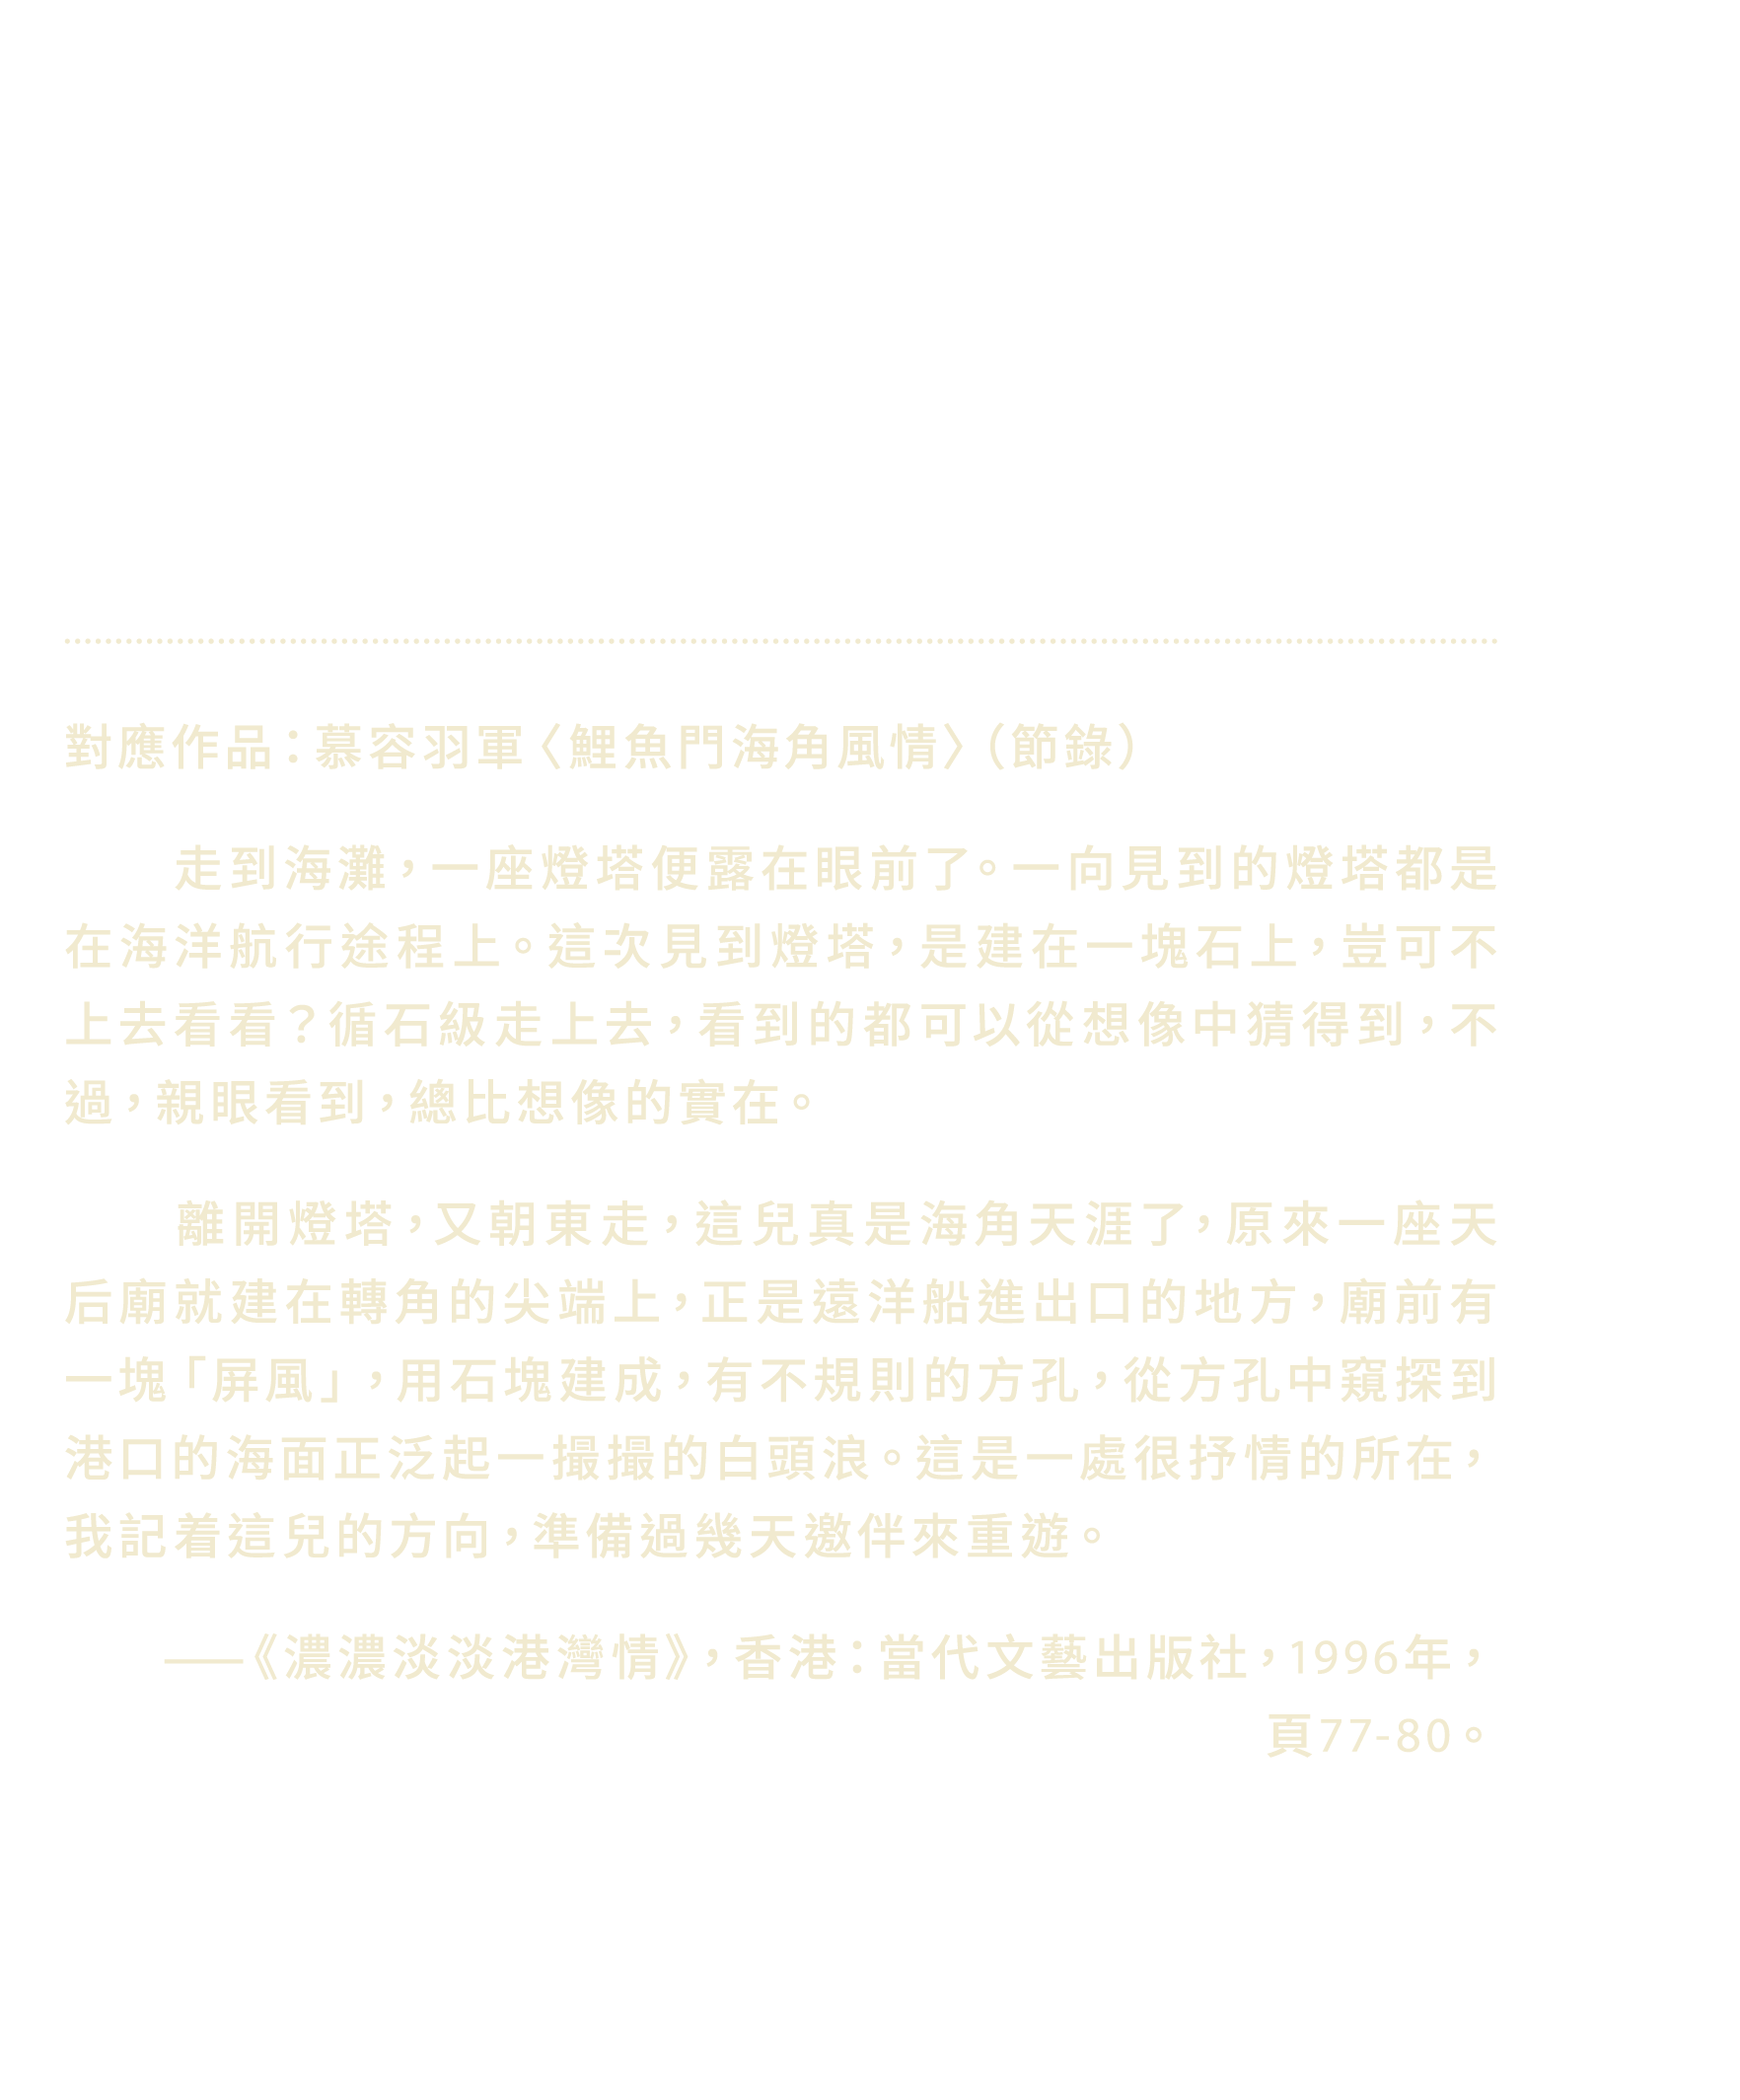 對應作品：慕容羽軍〈鯉魚門海角風情〉（節錄）
走到海灘，一座燈塔便露在眼前了。一向見到的燈塔都是
在海洋航行途程上。這次見到燈塔，是建在一塊石上，豈可不
上去看看？循石級走上去，看到的都可以從想像中猜得到，不
過，親眼看到，總比想像的實在。
離開燈塔，又朝東走，這兒真是海角天涯了，原來一座天
后廟就建在轉角的尖端上，正是遠洋船進出口的地方，廟前有
一塊「屏風」，用石塊建成，有不規則的方孔，從方孔中窺探到
港口的海面正泛起一撮撮的白頭浪。這是一處很抒情的所在，
我記着這兒的方向，準備過幾天邀伴來重遊。
——《濃濃淡淡港灣情》，香港：當代文藝出版社，1996年，
頁77-80。